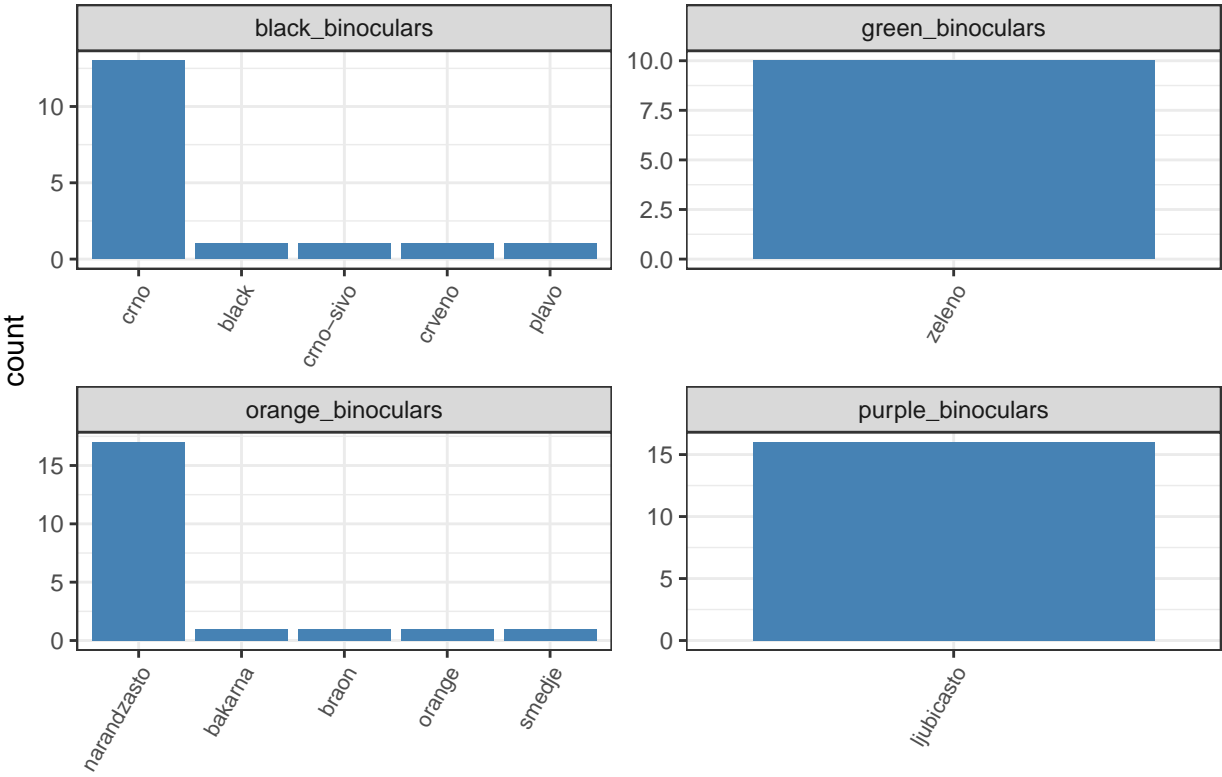 count
black_binoculars
10
5
0
crno
black
crno−sivo
crveno
plavo
green_binoculars
10.0
7.5
5.0
2.5
0.0
zeleno
orange_binoculars
15
10
5
0
narandzasto
bakarna
braon
orange
smedje
purple_binoculars
15
10
5
0
ljubicasto